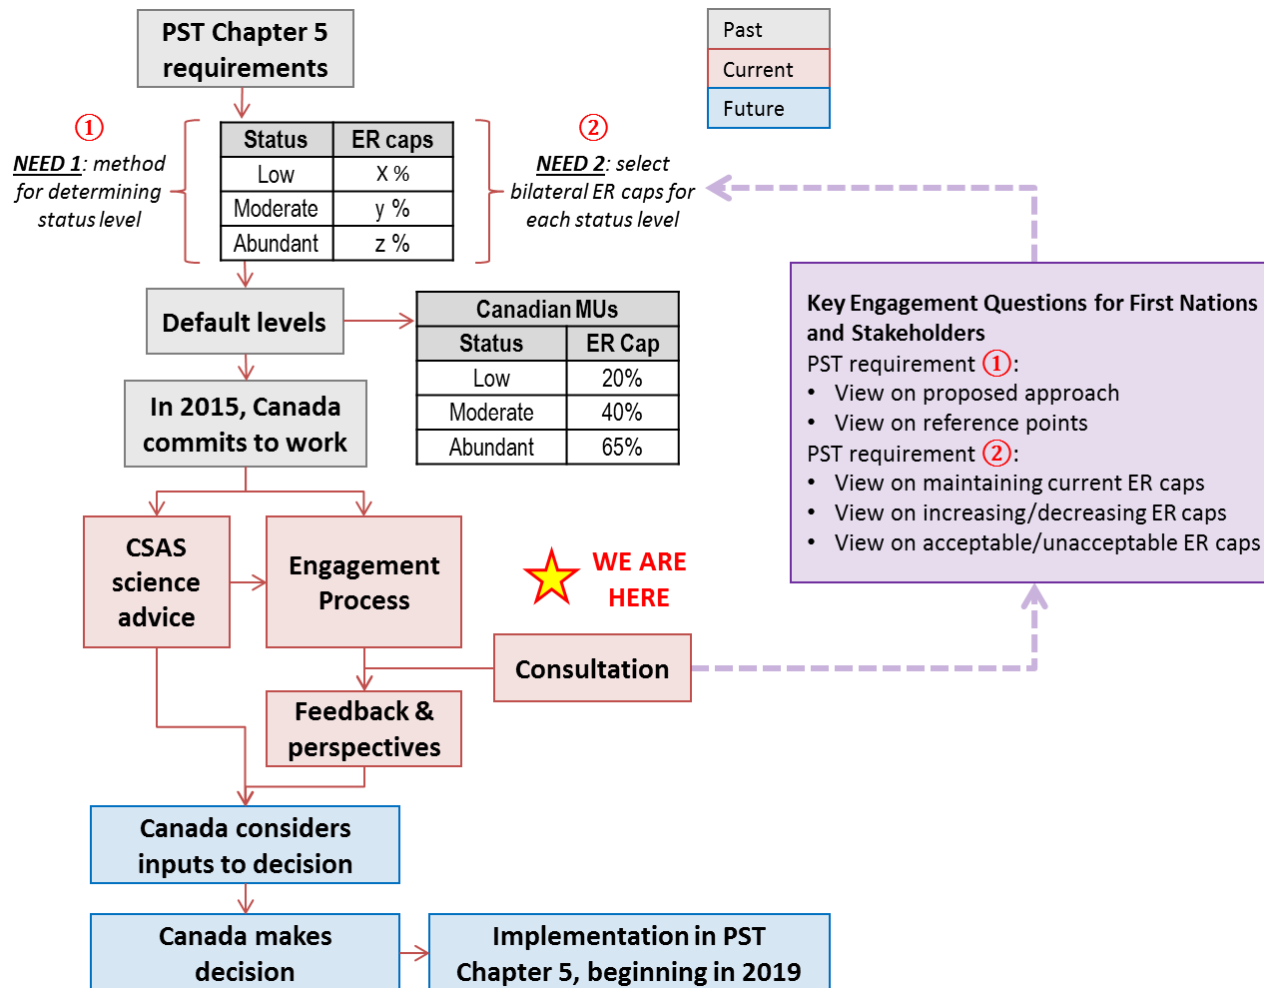 PST Chapter 5
requirements
Past
Current
Future
①
NEED 1: method
for determining
status level
Status ER caps
Low X %
Moderate y %
Abundant z %
②
NEED 2: select
bilateral ER caps for
each status level
Default levels
Canadian MUs
Status ER Cap
Low 20%
Moderate 40%
Abundant 65%
In 2015, Canada
commits to work
Key Engagement Questions for First Nations
and Stakeholders
PST requirement ①:
• View on proposed approach
• View on reference points
PST requirement ②:
• View on maintaining current ER caps
• View on increasing/decreasing ER caps
• View on acceptable/unacceptable ER caps
CSAS
science
advice
Engagement
Process
WE ARE
HERE
Consultation
Feedback &
perspectives
Canada considers
inputs to decision
Canada makes
decision
Implementation in PST
Chapter 5, beginning in 2019